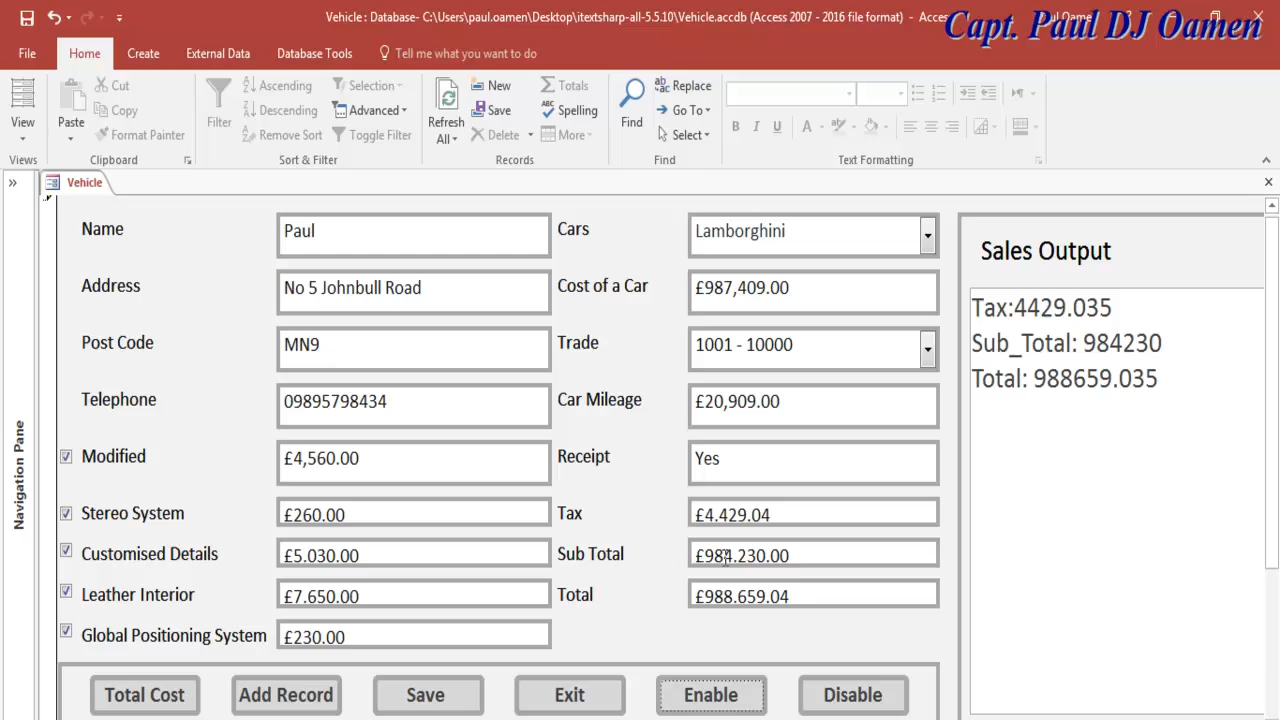 Vehicle : Database- C:\Users\paul.oamen\Desktop\itextsharp-all-5.5.10\Vehicle.accdb (Access 2007 - 2016 file format) -
Capt. Paul DJ Oamen
File Home Create External Data Database Tools Tell me what you want to do
View
Views
Paste
Cut
Copy
Format Painter
Clipboard
Filter
Ascending
Descending
Remove Sort
Selection
Advanced
Toggle Filter
Sort & Filter
Refresh
All
New
Save
Delete
Totals
Spelling
More
Records
Find
Replace
Go To
Select
Find
B I U A
Text Formatting
Vehicle
Navigation Pane
Name Paul Cars Lamborghini
Address No 5 Johnbull Road Cost of a Car £987,409.00
Post Code MN9 Trade 1001 - 10000
Telephone 09895798434 Car Mileage £20,909.00
Modified £4,560.00 Receipt Yes
Stereo System £260.00 Tax £4.429.04
Customised Details £5.030.00 Sub Total £984.230.00
Leather Interior £7.650.00 Total £988.659.04
Global Positioning System £230.00
Sales Output
Tax:4429.035
Sub_Total: 984230
Total: 988659.035
Total Cost Add Record Save Exit Enable Disable